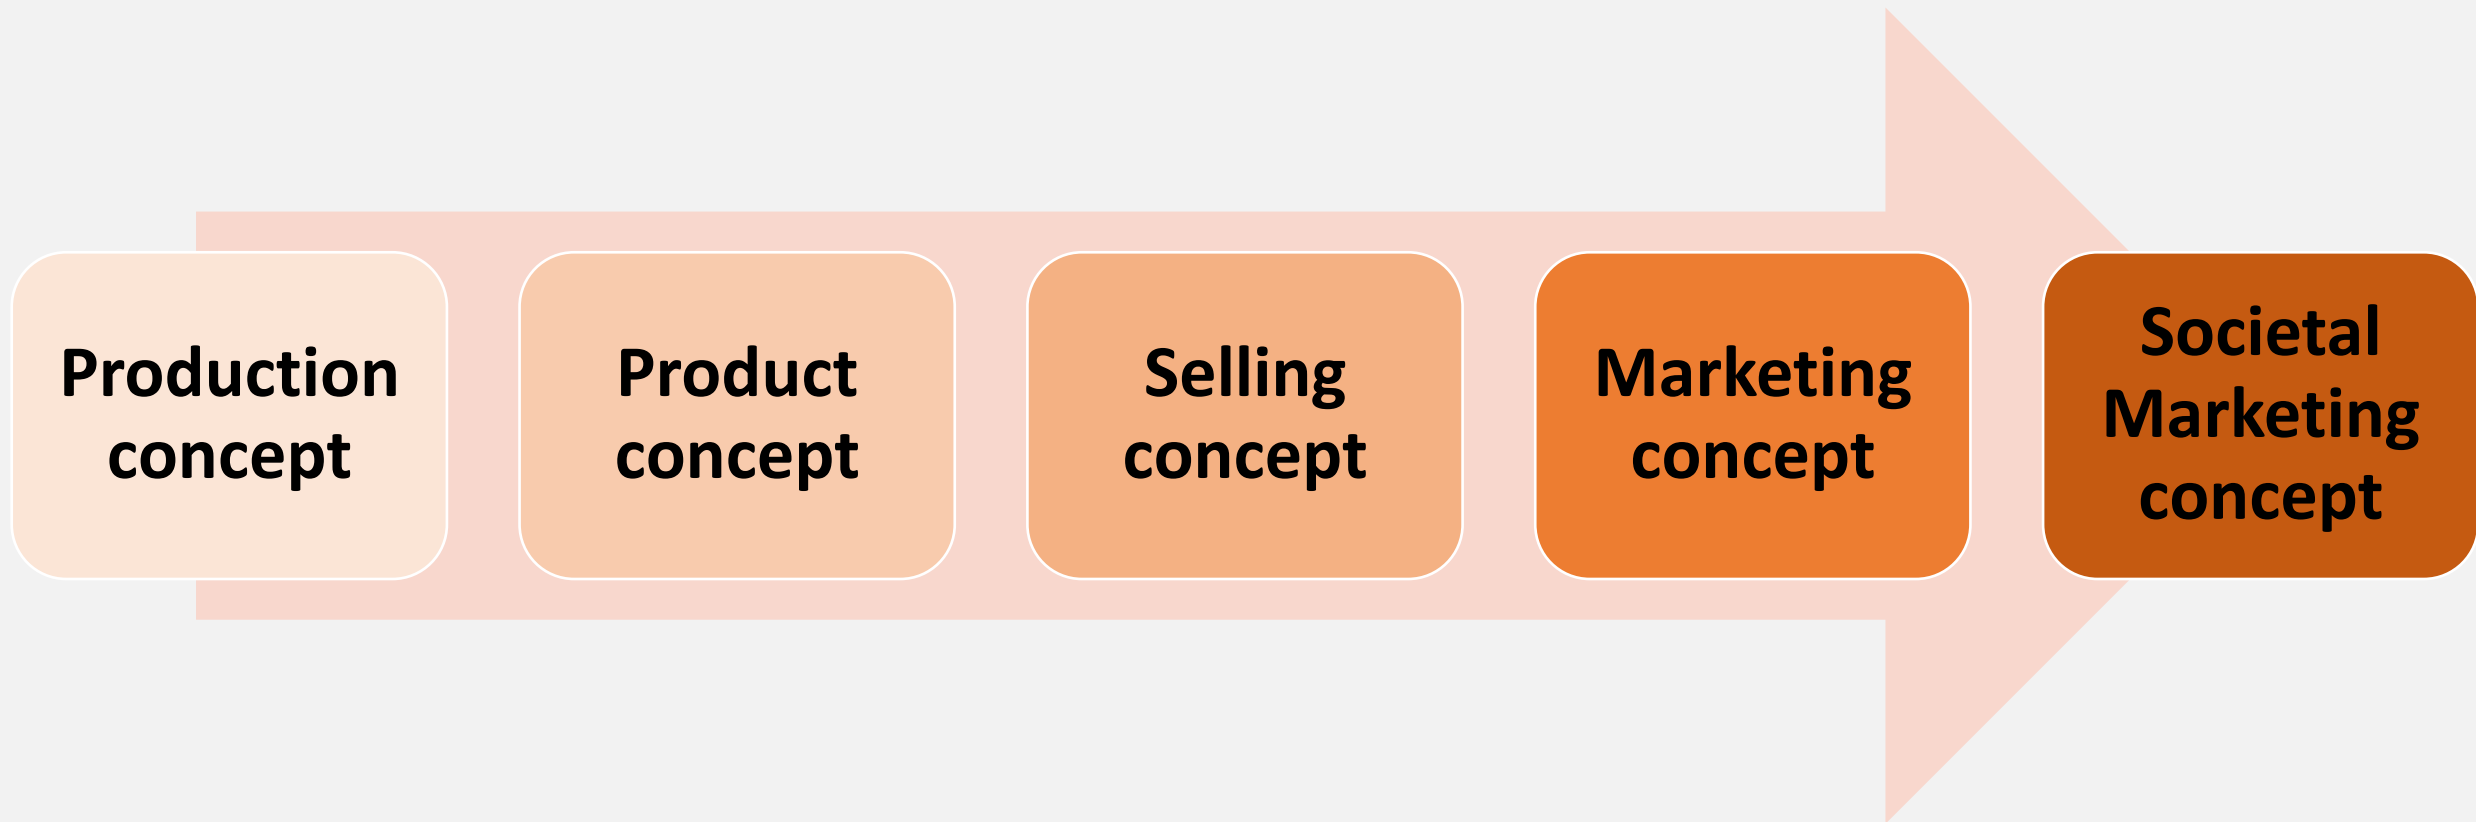 Production
concept
Product
concept
Selling
concept
Marketing
concept
Societal
Marketing
concept